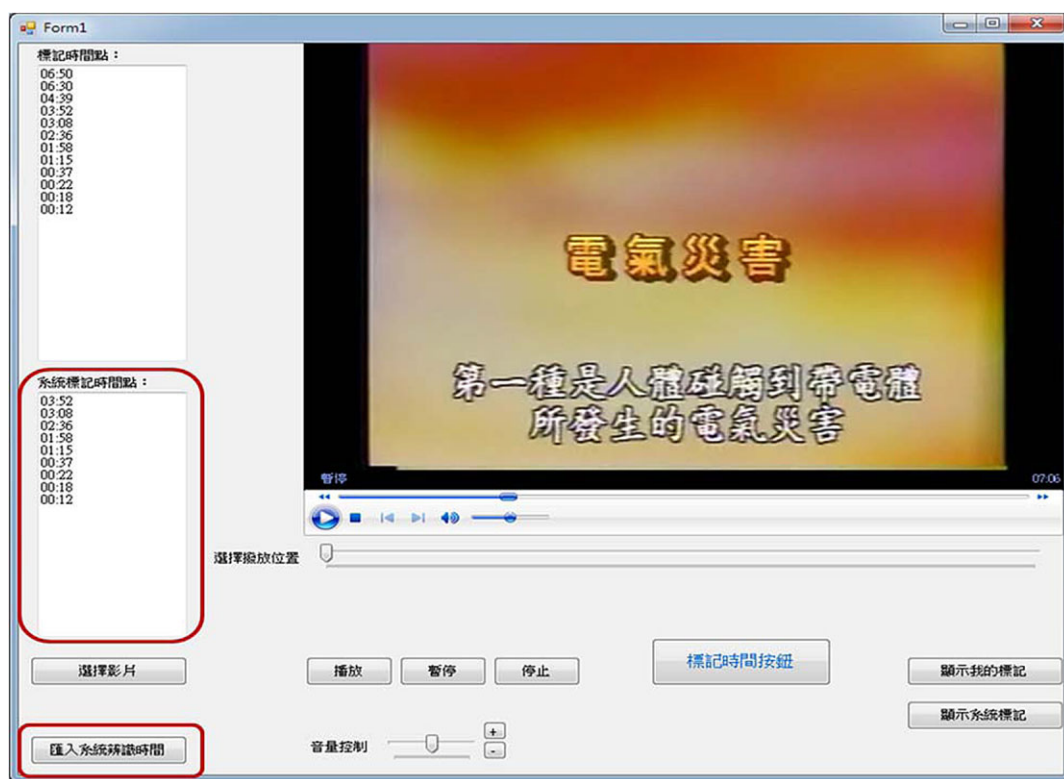 Form1
標記時間點：
06:50
06:30
04:39
03:52
03:08
02:36
01:58
01:15
00:37
00:22
00:18
00:12
電氣災害
第一種是人體碰觸到帶電體
所發生的電氣災害
系統標記時間點：
03:52
03:08
02:36
01:58
01:15
00:37
00:22
00:18
00:12
暫停
07:06
選擇撥放位置
選擇影片
播放
暫停
停止
標記時間按鈕
顯示我的標記
顯示系統標記
匯入系統辨識時間
音量控制
+
-